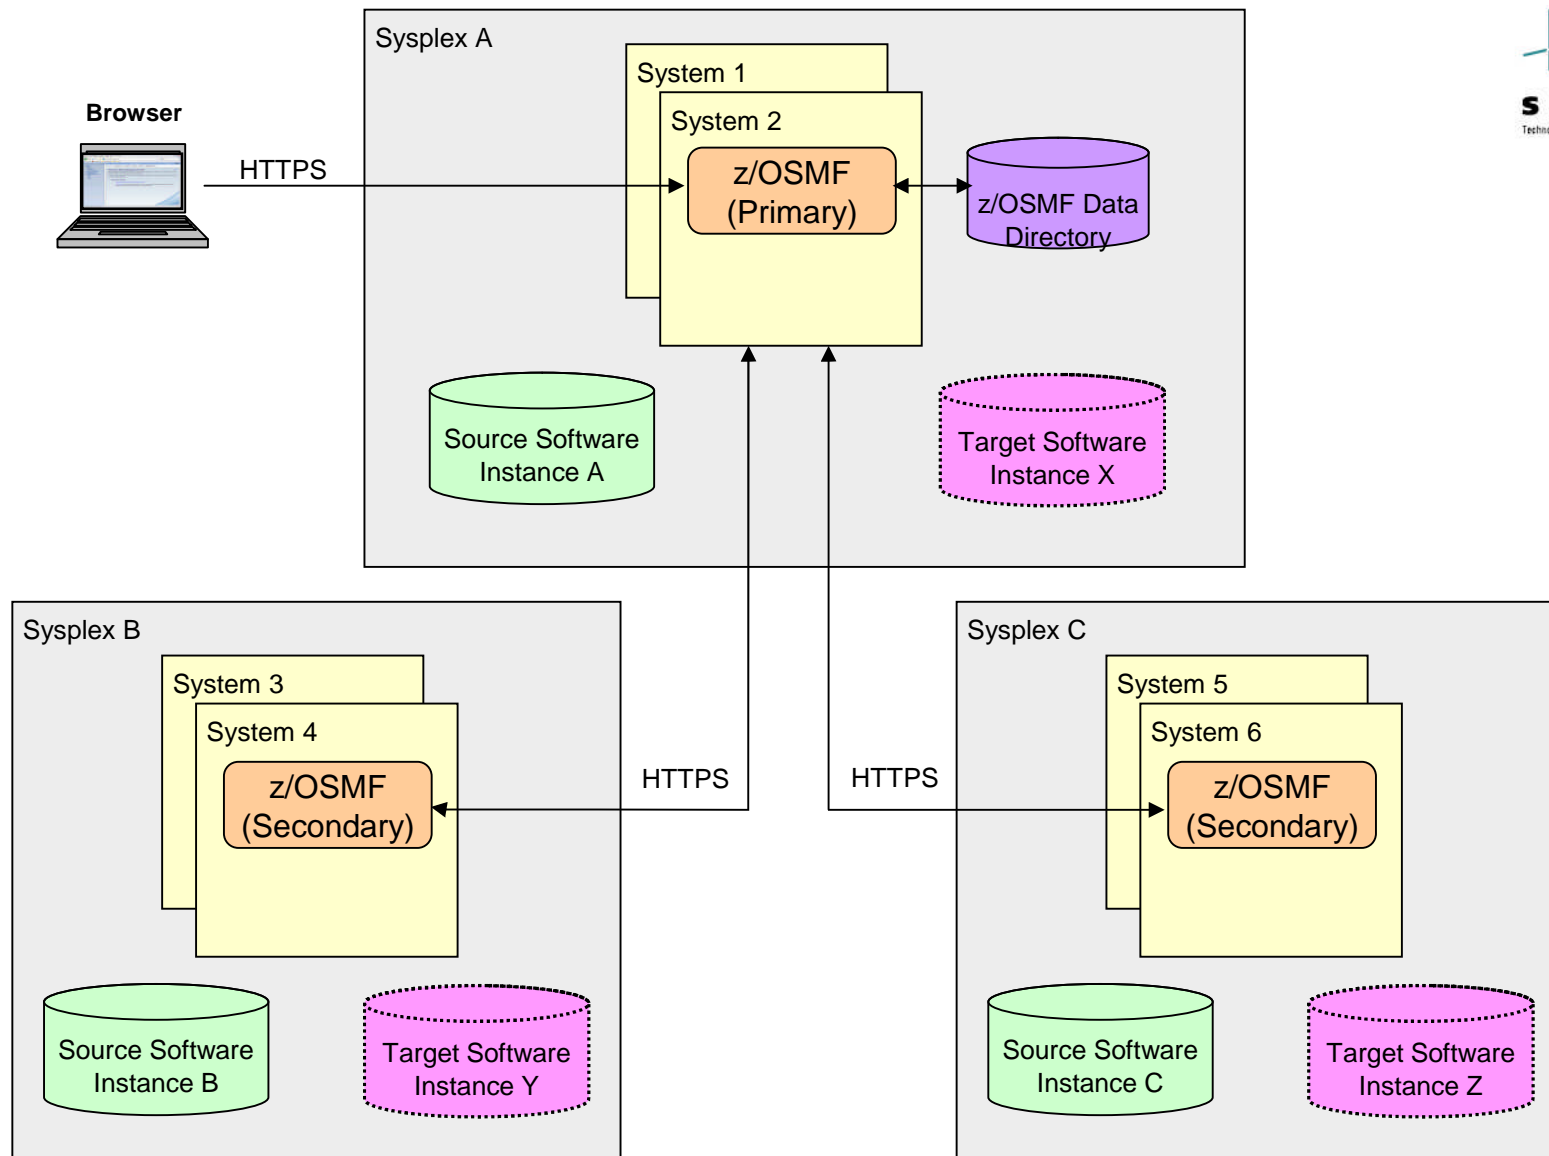 Sysplex A
System 1
Browser
System 2
HTTPS
z/OSMF
(Primary)
z/OSMF Data
Directory
S
Techno
Source Software
Instance A
Target Software
Instance X
Sysplex B
System 3
System 4
z/OSMF
(Secondary)
HTTPS
Source Software
Instance B
Target Software
Instance Y
Sysplex C
System 5
System 6
HTTPS
z/OSMF
(Secondary)
Source Software
Instance C
Target Software
Instance Z